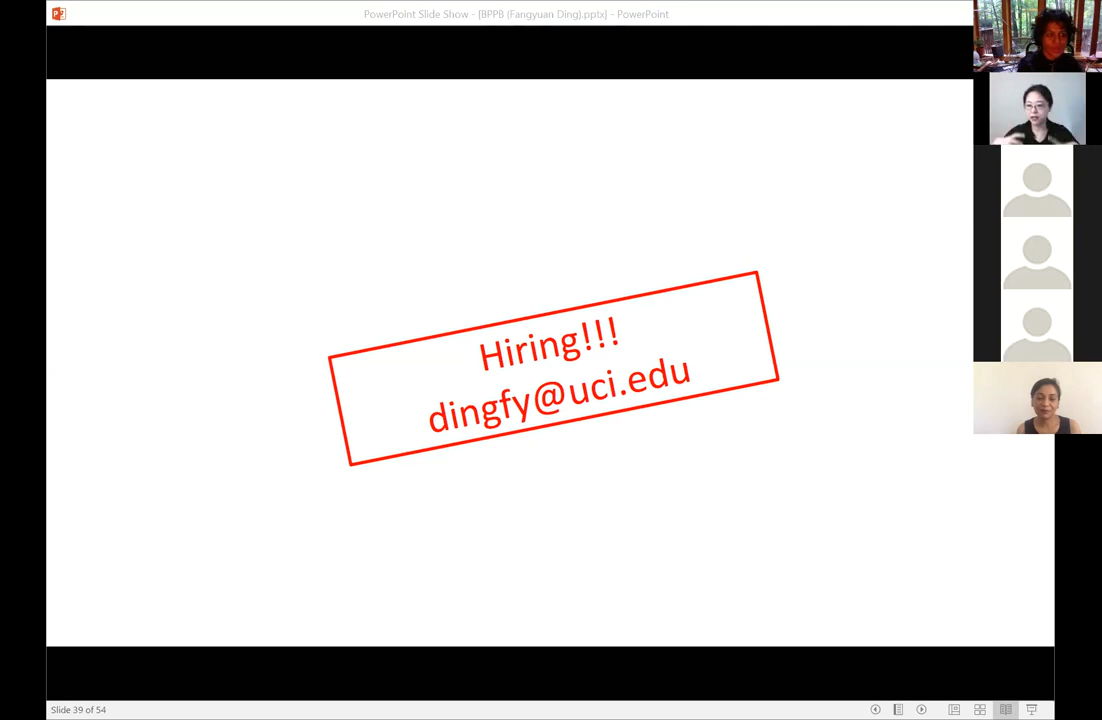 PowerPoint Slide Show - [BPPB (Fangyuan Ding).pptx] - PowerPoint
Hiring!!!
dingfy@uci.edu
Slide 39 of 54